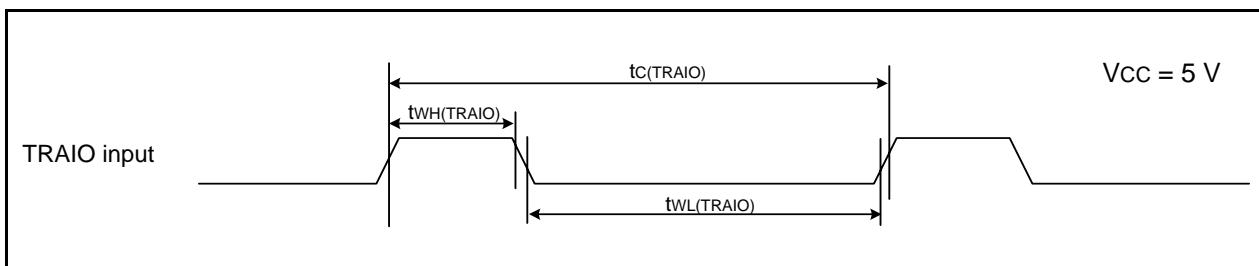 tC(TRAIO)
VCC = 5 V
tWH(TRAIO)
TRAIO input
tWL(TRAIO)